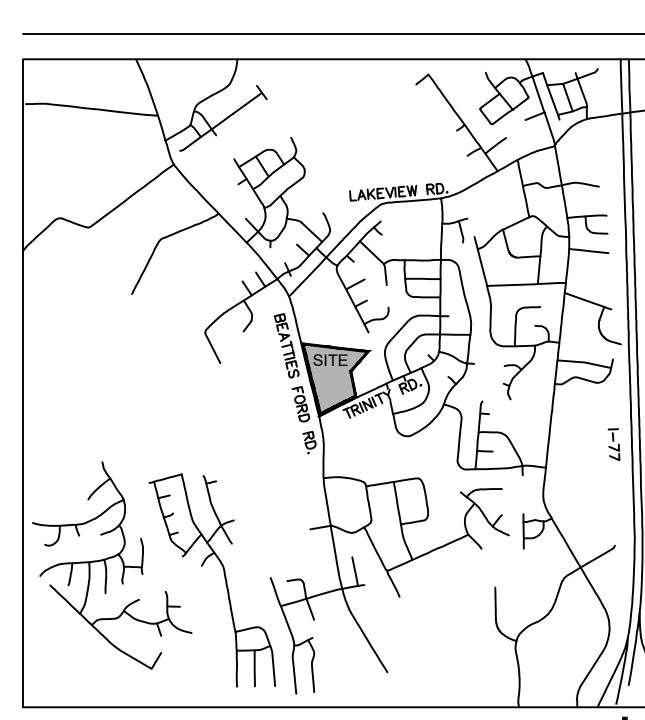 LAKEVIEW RD.
BEATTIES FORD RD.
SITE
TRINITY RD.
I-77